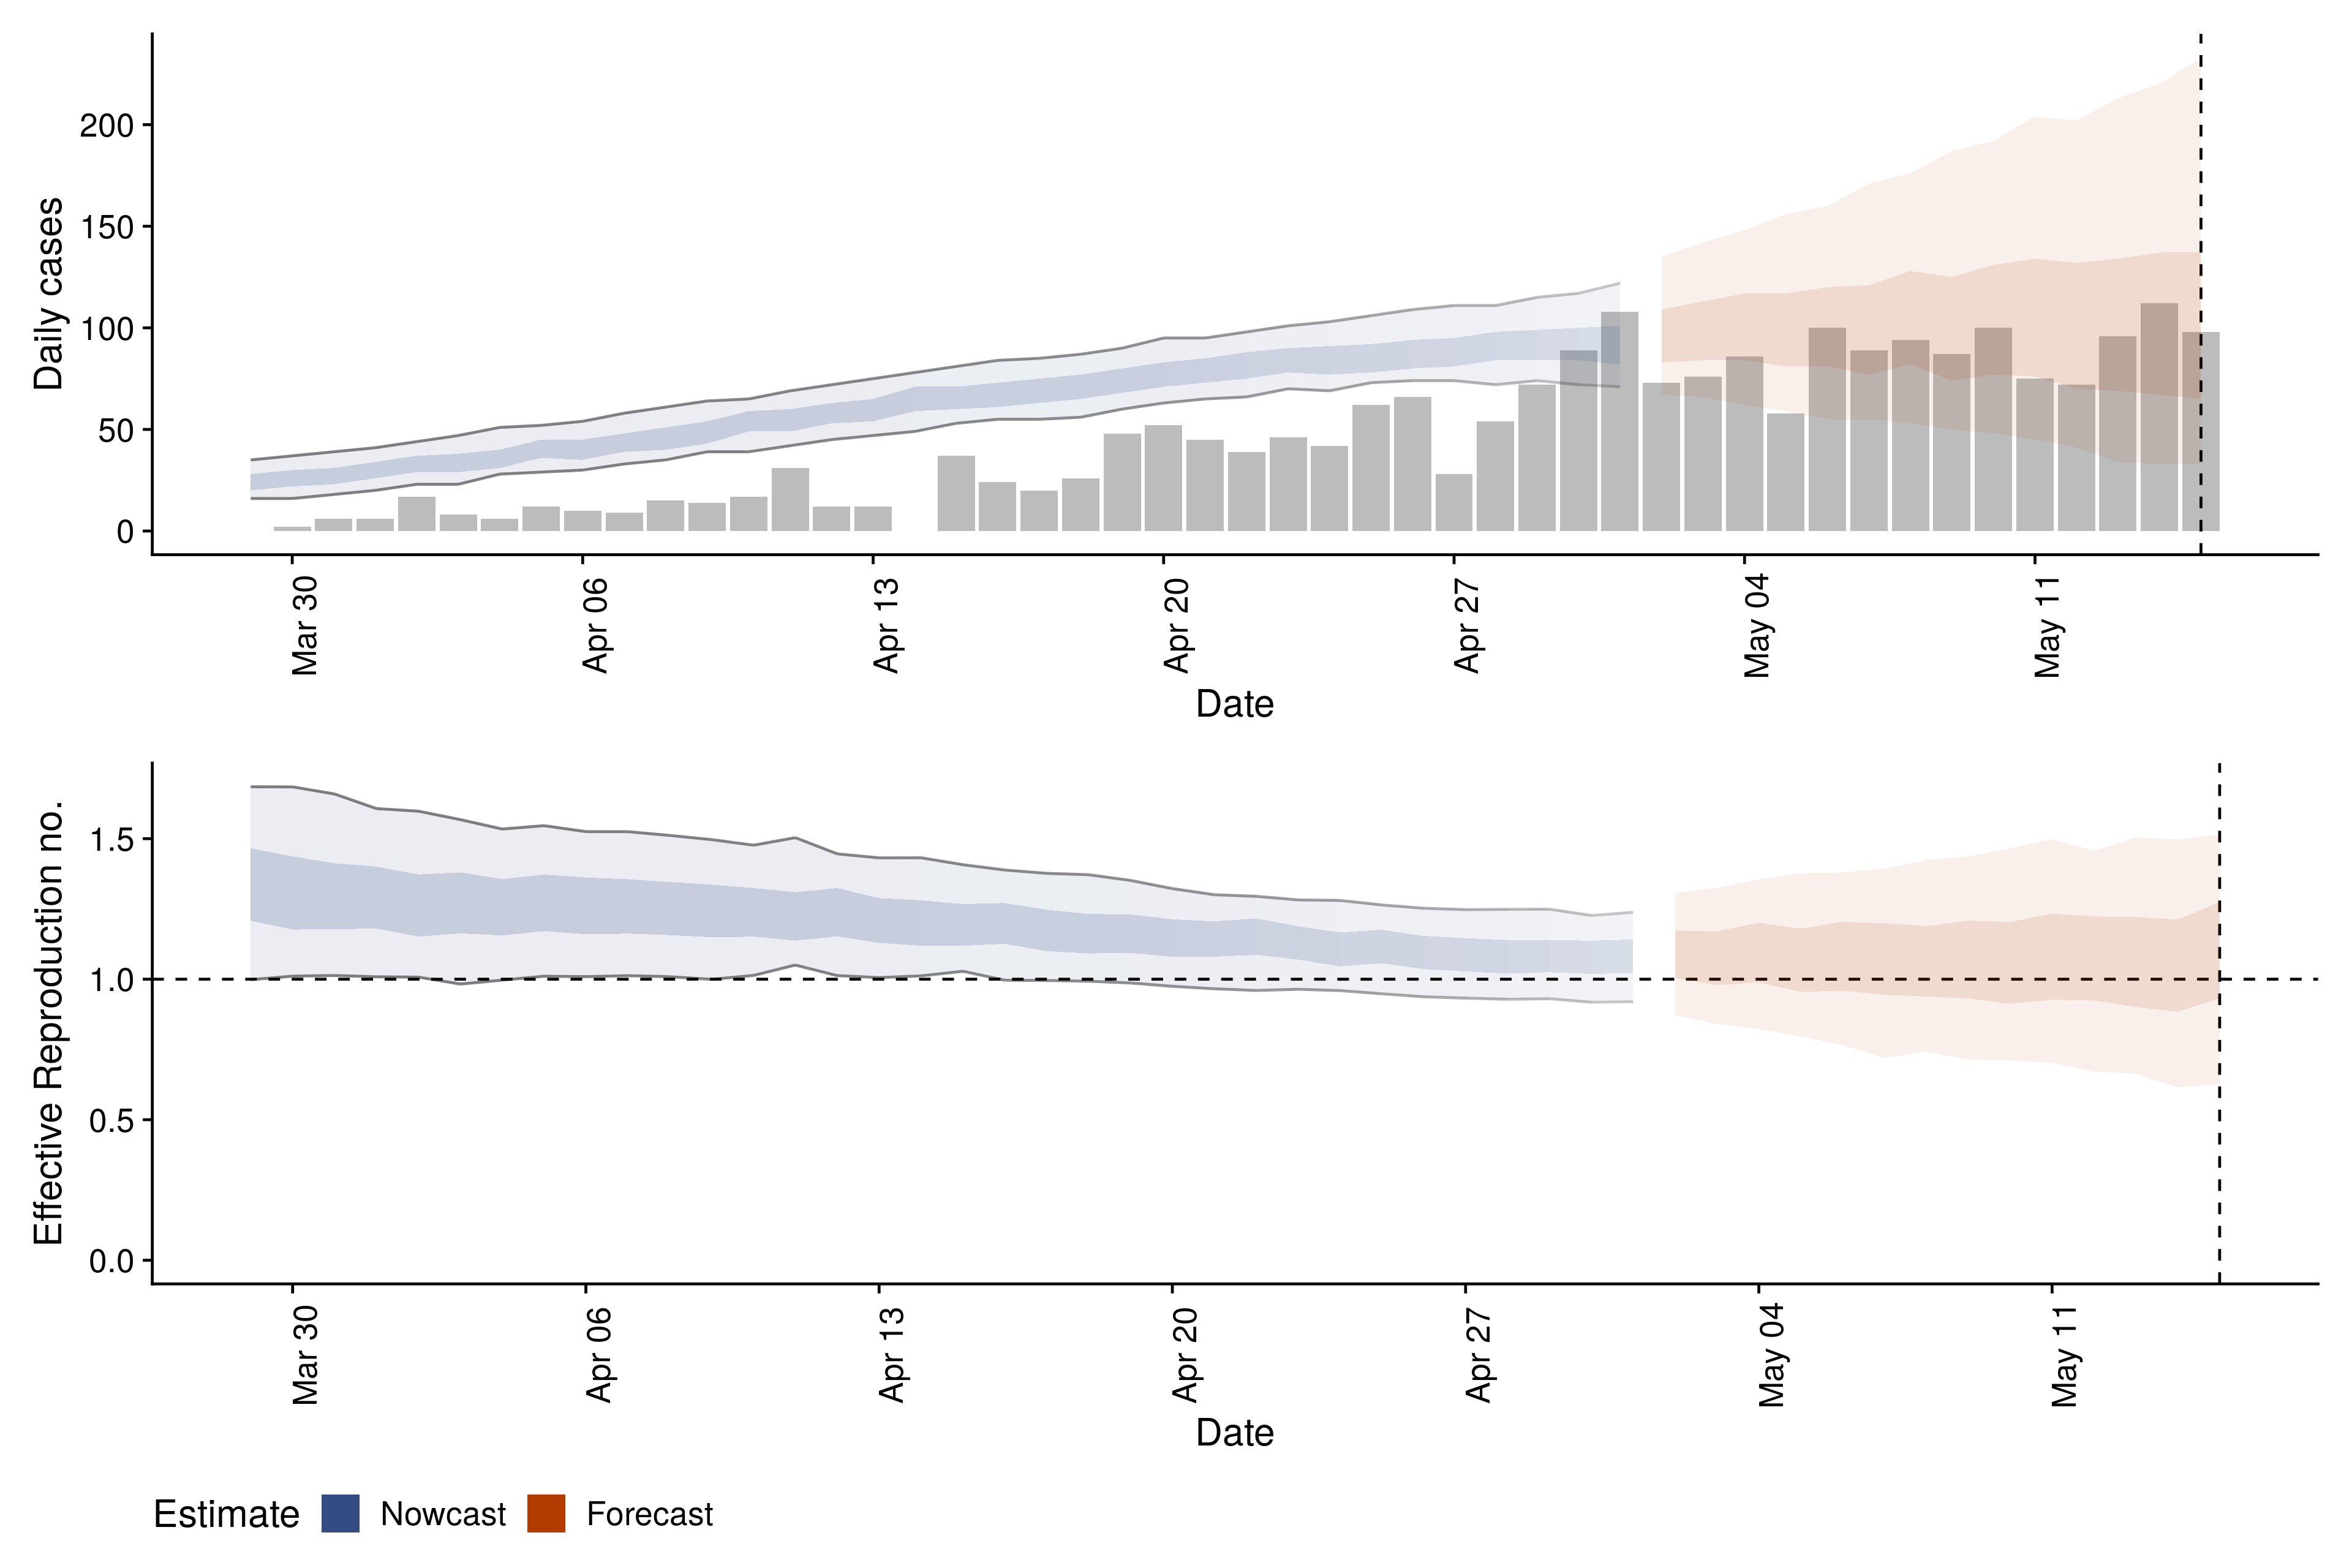 Daily cases
200
150
100
50
0
Mar 30
Apr 06
Apr 13
Apr 20
Apr 27
May 04
May 11
Date
Effective Reproduction no.
1.5
1.0
0.5
0.0
Mar 30
Apr 06
Apr 13
Apr 20
Apr 27
May 04
May 11
Date
Estimate Nowcast Forecast